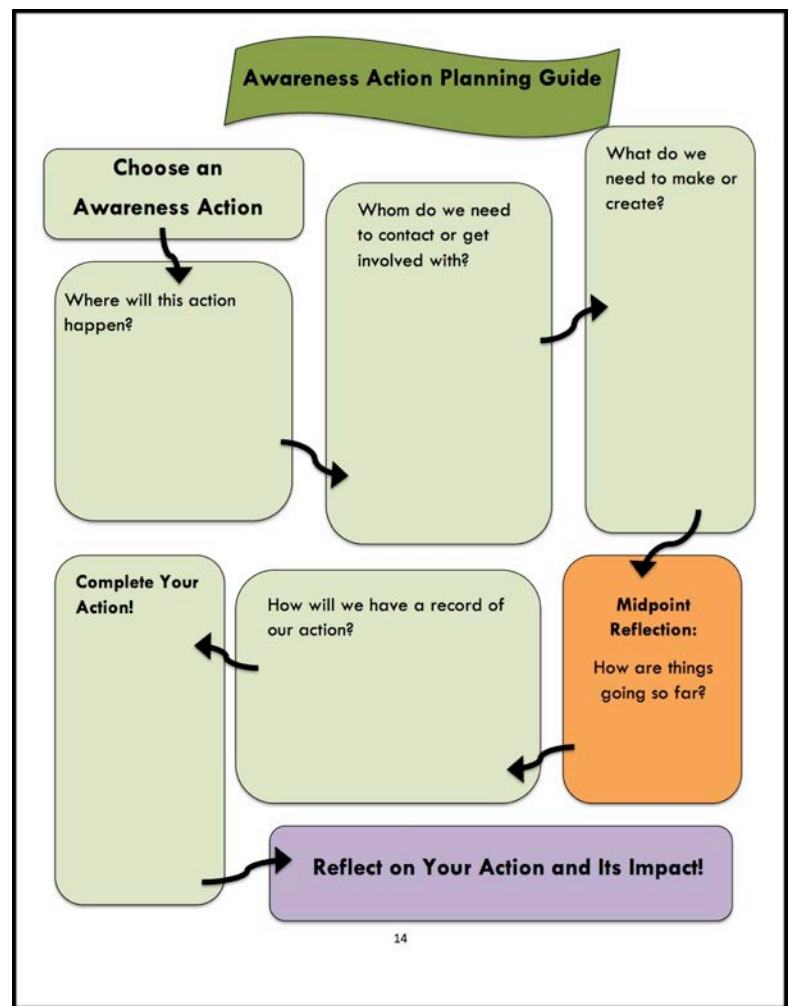 Awareness Action Planning Guide
Choose an
Awareness Action
Where will this action
happen?
Whom do we need
to contact or get
involved with?
What do we
need to make or
create?
Midpoint
Reflection:
How are things
going so far?
How will we have a record of
our action?
Complete Your
Action!
Reflect on Your Action and Its Impact!
14